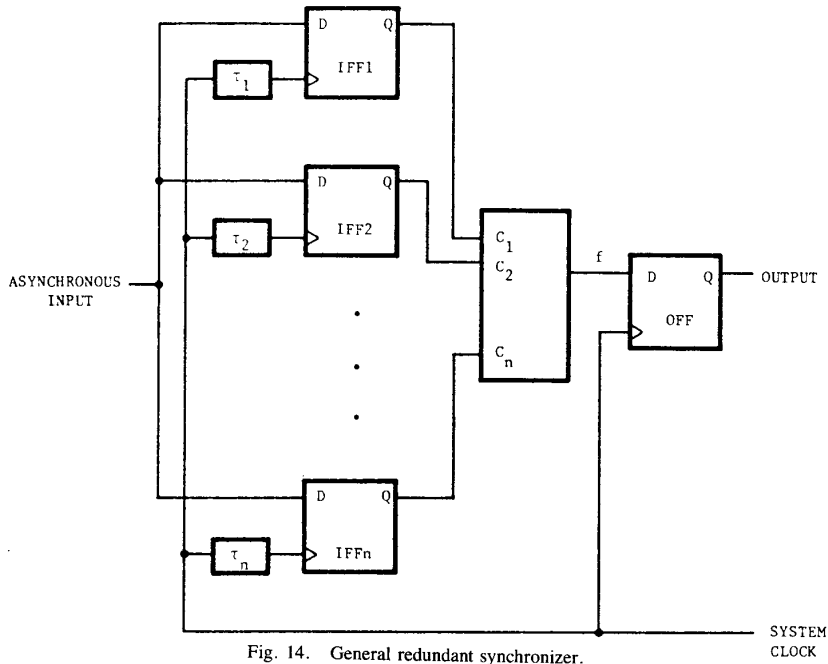 D Q
IFF1
τ1
D Q
IFF2
τ2
C1
C2
Cn
f
D Q
OFF
OUTPUT
ASYNCHRONOUS
INPUT
D Q
IFFn
τn
SYSTEM
CLOCK
Fig. 14. General redundant synchronizer.